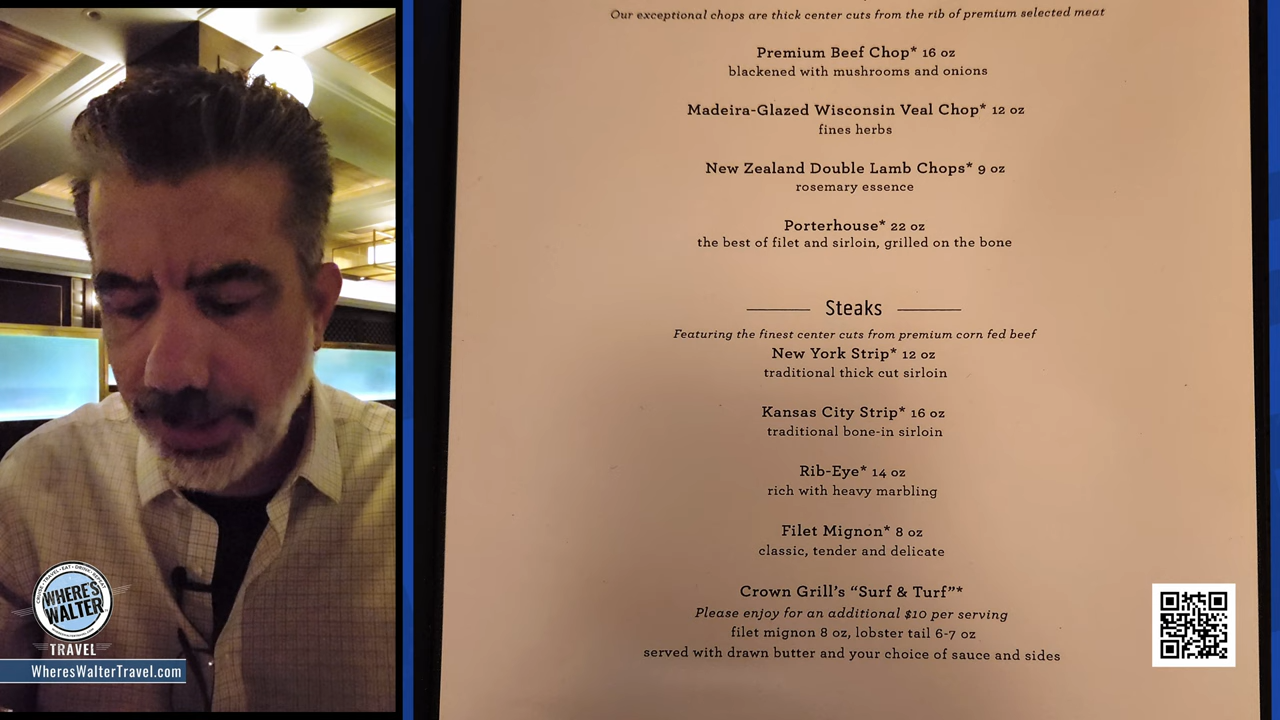 Our exceptional chops are thick center cuts from the rib of premium selected meat
Premium Beef Chop* 16 oz
blackened with mushrooms and onions
Madeira-Glazed Wisconsin Veal Chop* 12 oz
fines herbs
New Zealand Double Lamb Chops* 9 oz
rosemary essence
Porterhouse* 22 oz
the best of filet and sirloin, grilled on the bone
Steaks
Featuring the finest center cuts from premium corn fed beef
New York Strip* 12 oz
traditional thick cut sirloin
Kansas City Strip* 16 oz
traditional bone-in sirloin
Rib-Eye* 14 oz
rich with heavy marbling
Filet Mignon* 8 oz
classic, tender and delicate
Crown Grill's "Surf & Turf"*
Please enjoy for an additional $10 per serving
filet mignon 8 oz, lobster tail 6-7 oz
served with drawn butter and your choice of sauce and sides
CRUISE • TRAVEL • EAT • DRINK • REPEAT
WHERE'S
WALTER
TRAVEL
WheresWalterTravel.com